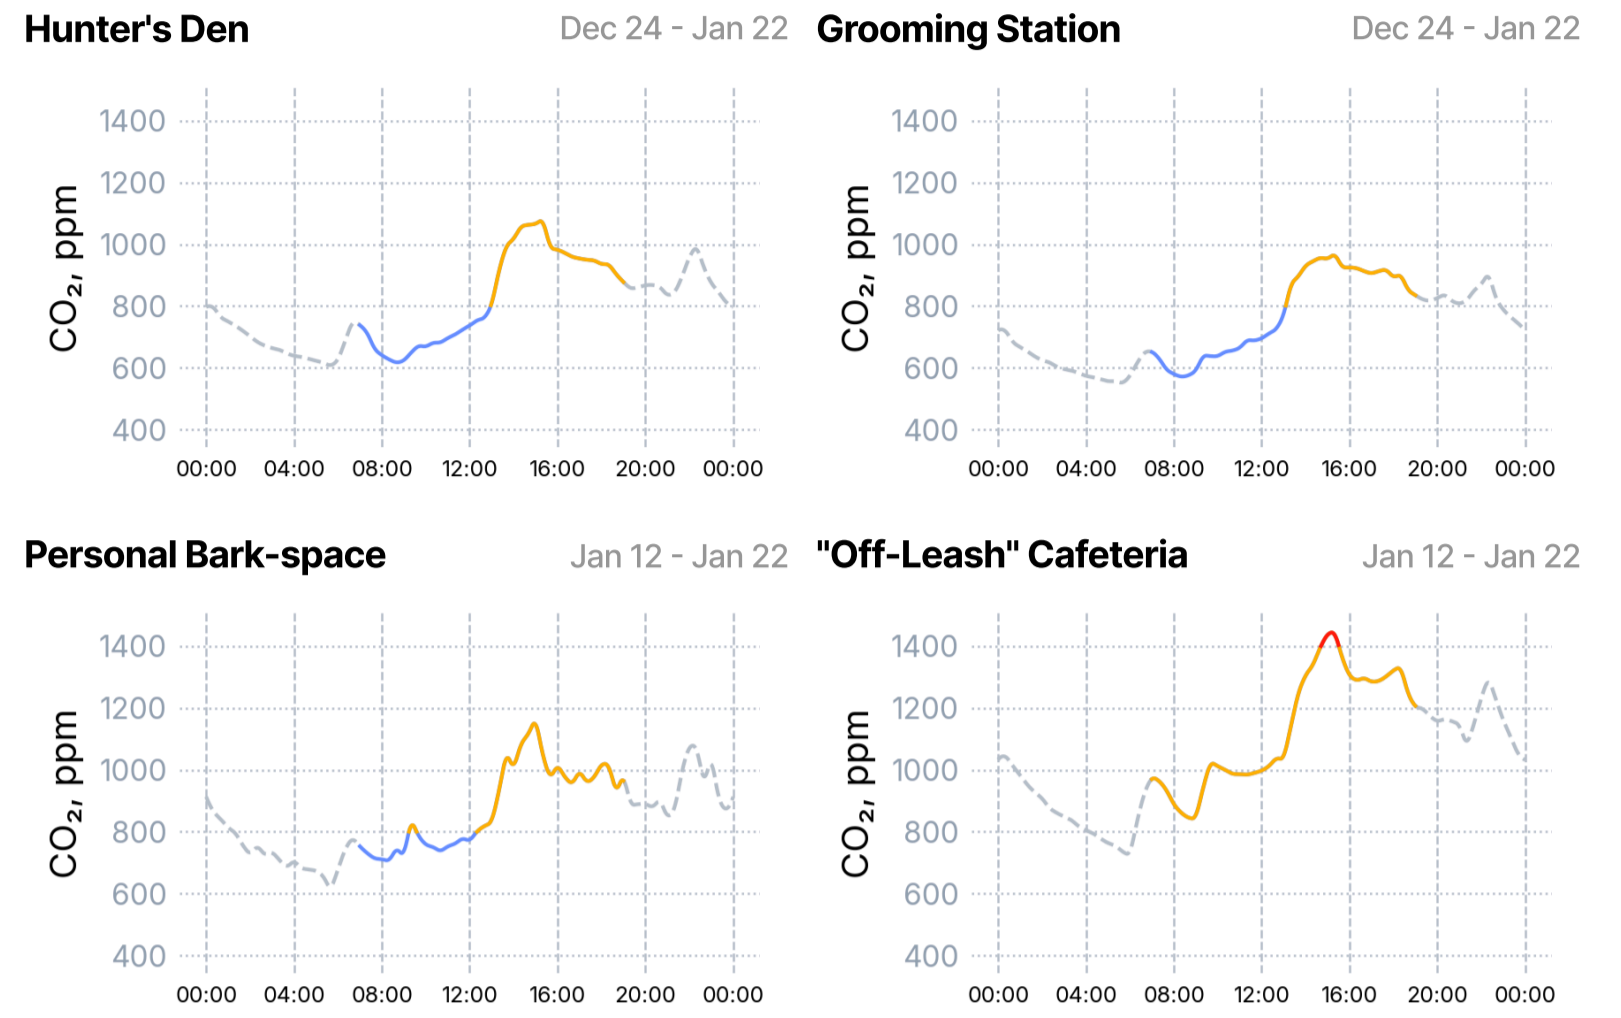 Hunter's Den
Dec 24 - Jan 22
CO₂, ppm
1400
1200
1000
800
600
400
00:00 04:00 08:00 12:00 16:00 20:00 00:00
Grooming Station
Dec 24 - Jan 22
CO₂, ppm
1400
1200
1000
800
600
400
00:00 04:00 08:00 12:00 16:00 20:00 00:00
Personal Bark-space
Jan 12 - Jan 22
CO₂, ppm
1400
1200
1000
800
600
400
00:00 04:00 08:00 12:00 16:00 20:00 00:00
"Off-Leash" Cafeteria
Jan 12 - Jan 22
CO₂, ppm
1400
1200
1000
800
600
400
00:00 04:00 08:00 12:00 16:00 20:00 00:00